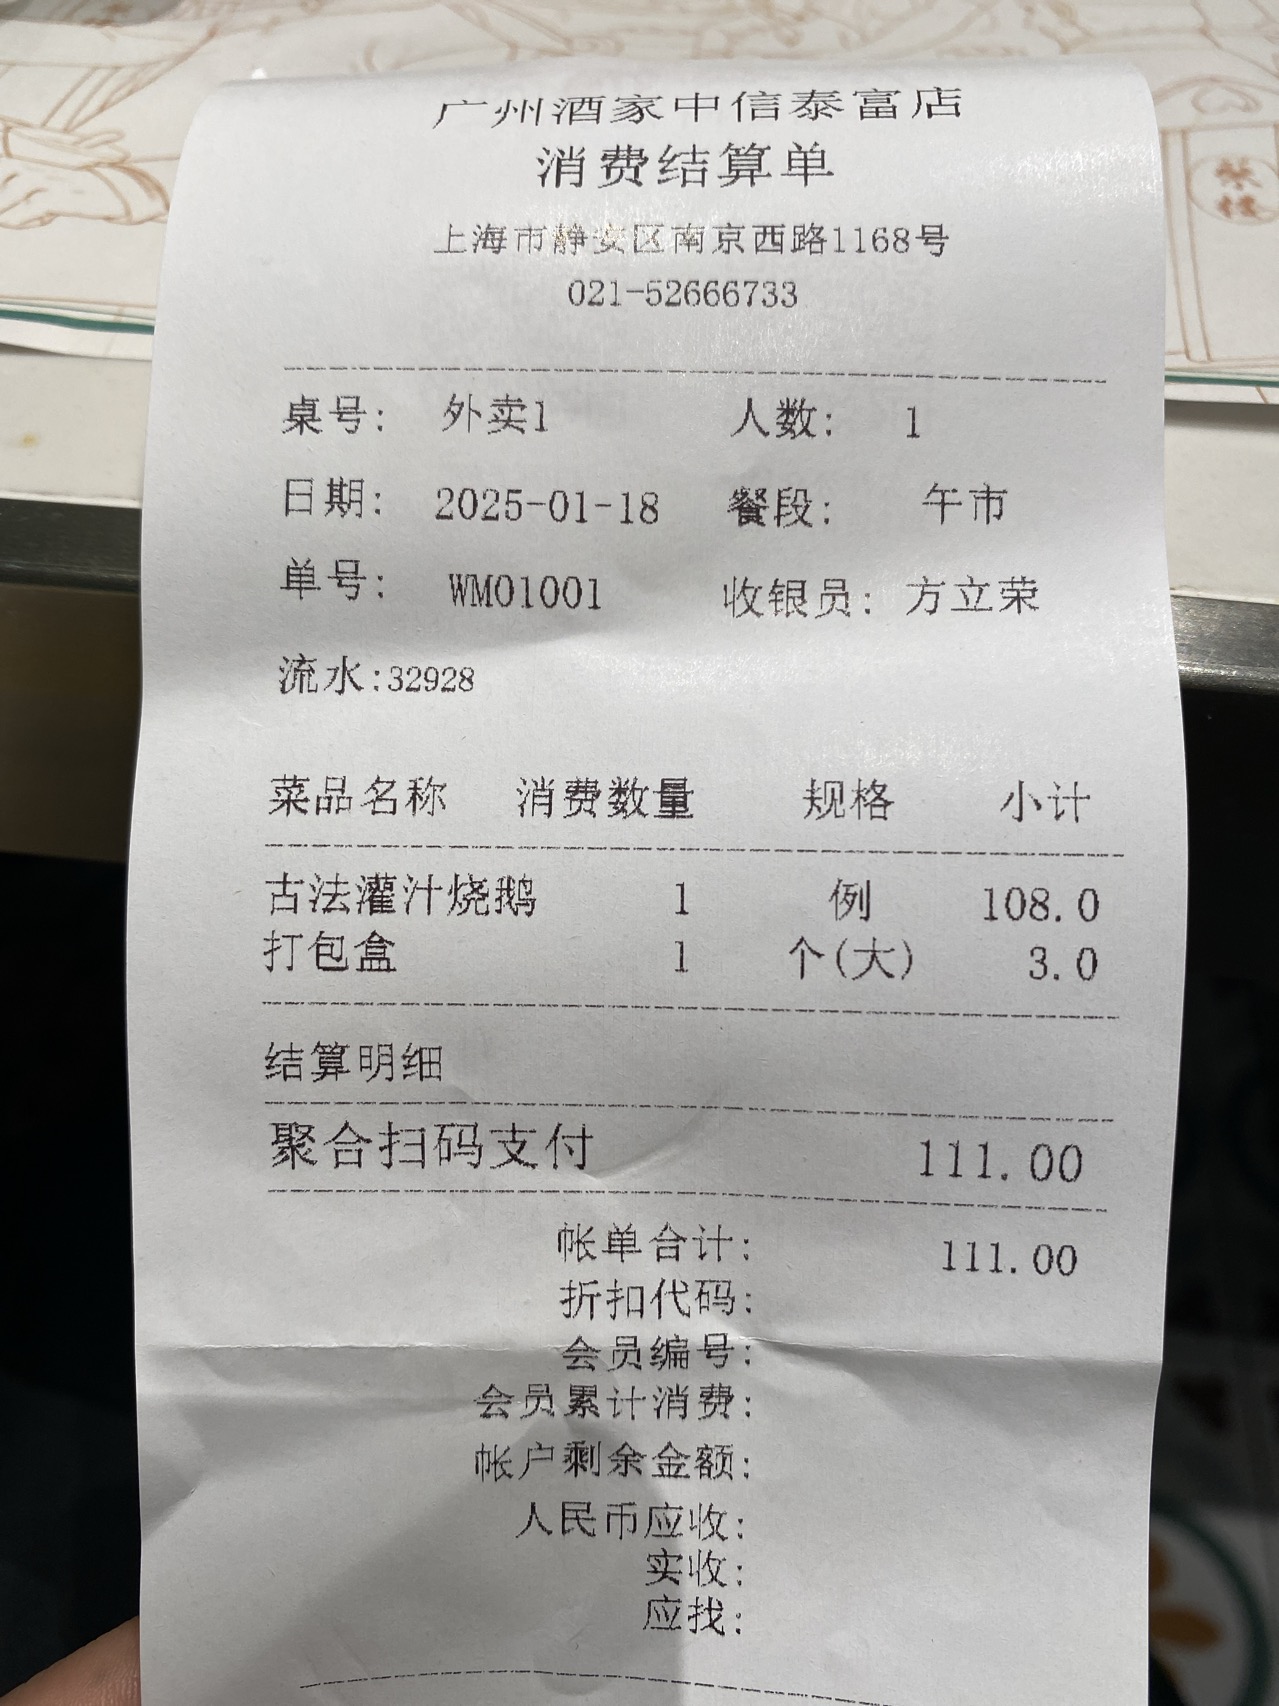 广州酒家中信泰富店
消费结算单
上海市静安区南京西路1168号
021-52666733
桌号: 外卖1 人数: 1
日期: 2025-01-18 餐段: 午市
单号: WM01001 收银员: 方立荣
流水:32928
菜品名称 消费数量 规格 小计
古法灌汁烧鹅 1 例 108.0
打包盒 1 个(大) 3.0
结算明细
聚合扫码支付 111.00
帐单合计: 111.00
折扣代码:
会员编号:
会员累计消费:
帐户剩余金额:
人民币应收:
实收:
应找: